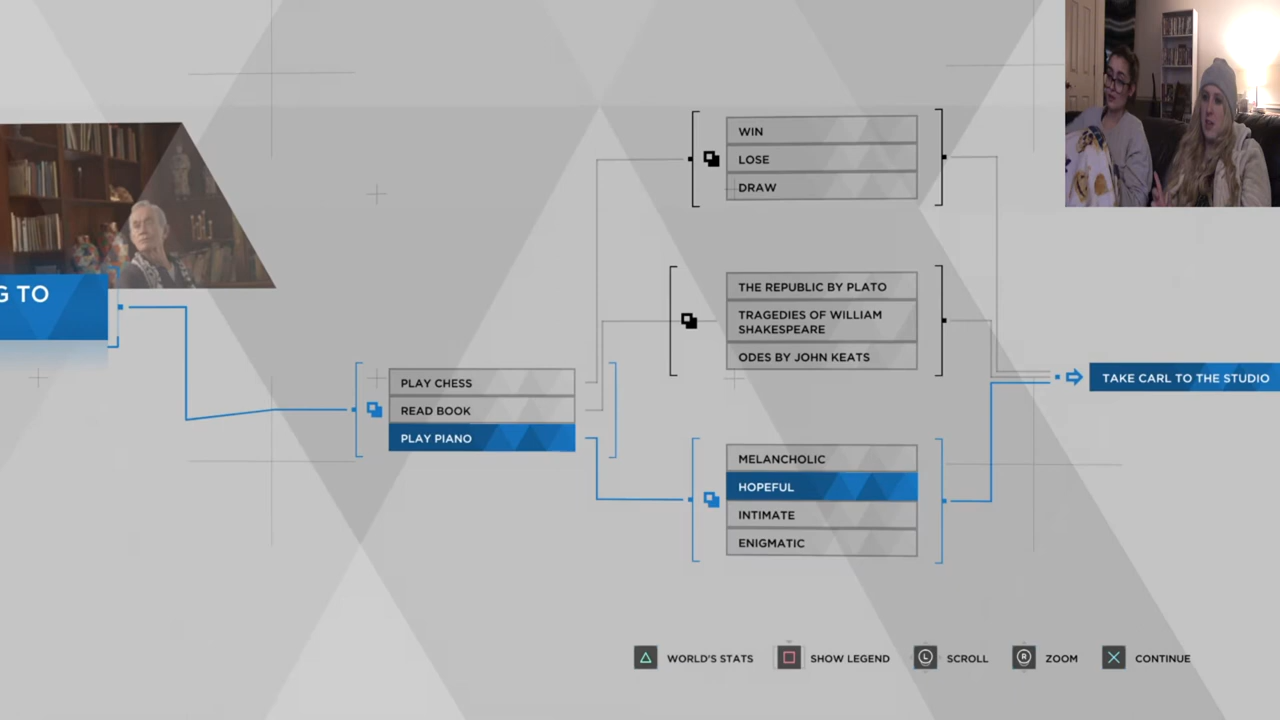 G TO
PLAY CHESS
READ BOOK
PLAY PIANO
WIN
LOSE
DRAW
THE REPUBLIC BY PLATO
TRAGEDIES OF WILLIAM
SHAKESPEARE
ODES BY JOHN KEATS
MELANCHOLIC
HOPEFUL
INTIMATE
ENIGMATIC
TAKE CARL TO THE STUDIO
WORLD'S STATS
SHOW LEGEND
L SCROLL
R ZOOM
CONTINUE